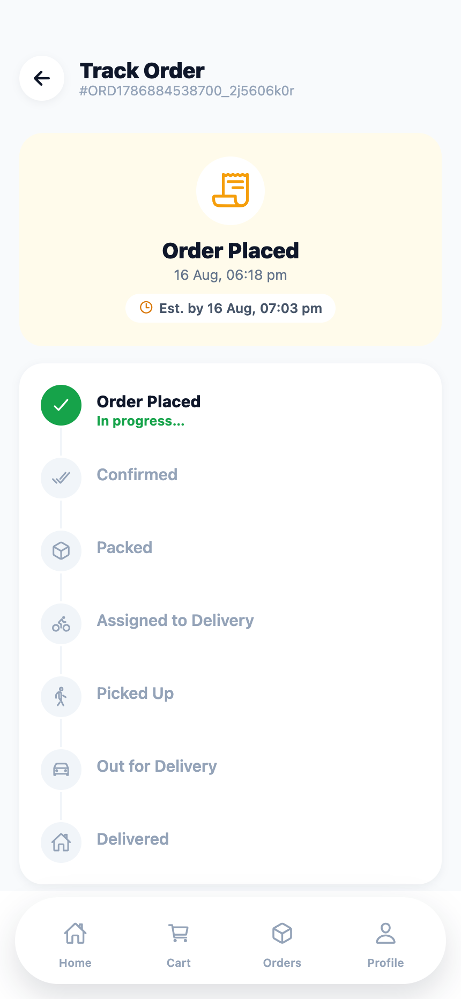 Track Order
#ORD1786884538700_2j5606k0r
Order Placed
16 Aug, 06:18 pm
Est. by 16 Aug, 07:03 pm
Order Placed
In progress...
Confirmed
Packed
Assigned to Delivery
Picked Up
Out for Delivery
Delivered
Home
Cart
Orders
Profile